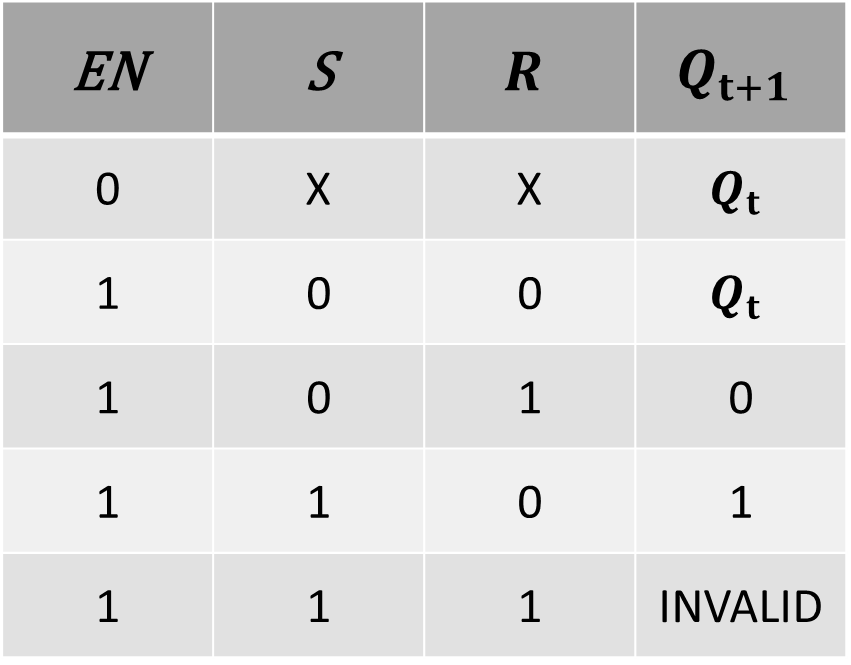 EN S R Qt+1
0 X X Qt
1 0 0 Qt
1 0 1 0
1 1 0 1
1 1 1 INVALID